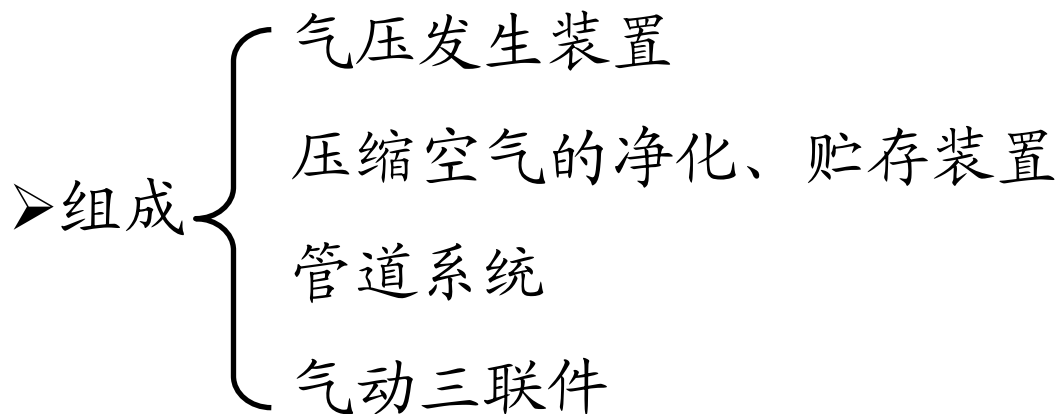 气压发生装置
压缩空气的净化、贮存装置
➢组成
管道系统
气动三联件